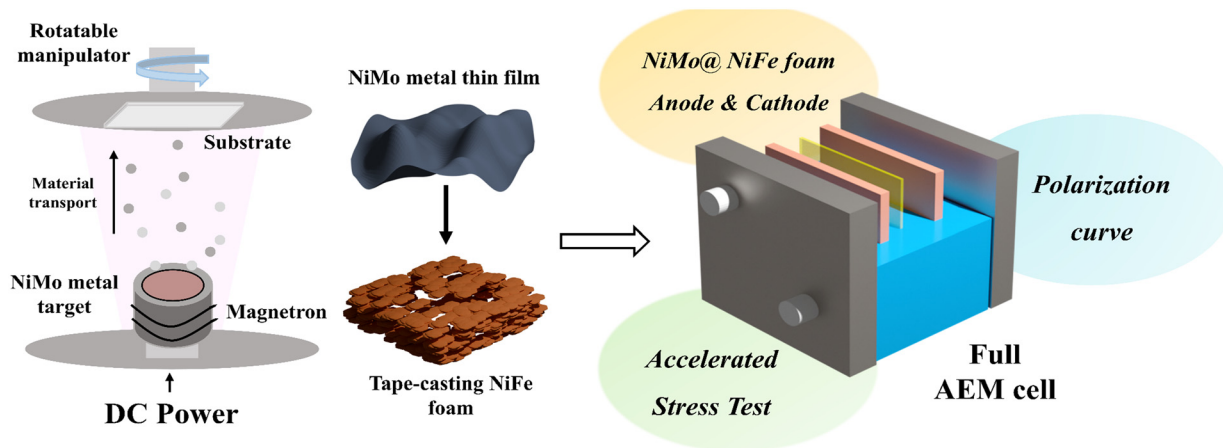 Rotatable
manipulator
Substrate
Material
transport
NiMo metal
target
Magnetron
DC Power
NiMo metal thin film
Tape-casting NiFe
foam
NiMo@ NiFe foam
Anode & Cathode
Polarization
curve
Accelerated
Stress Test
Full
AEM cell